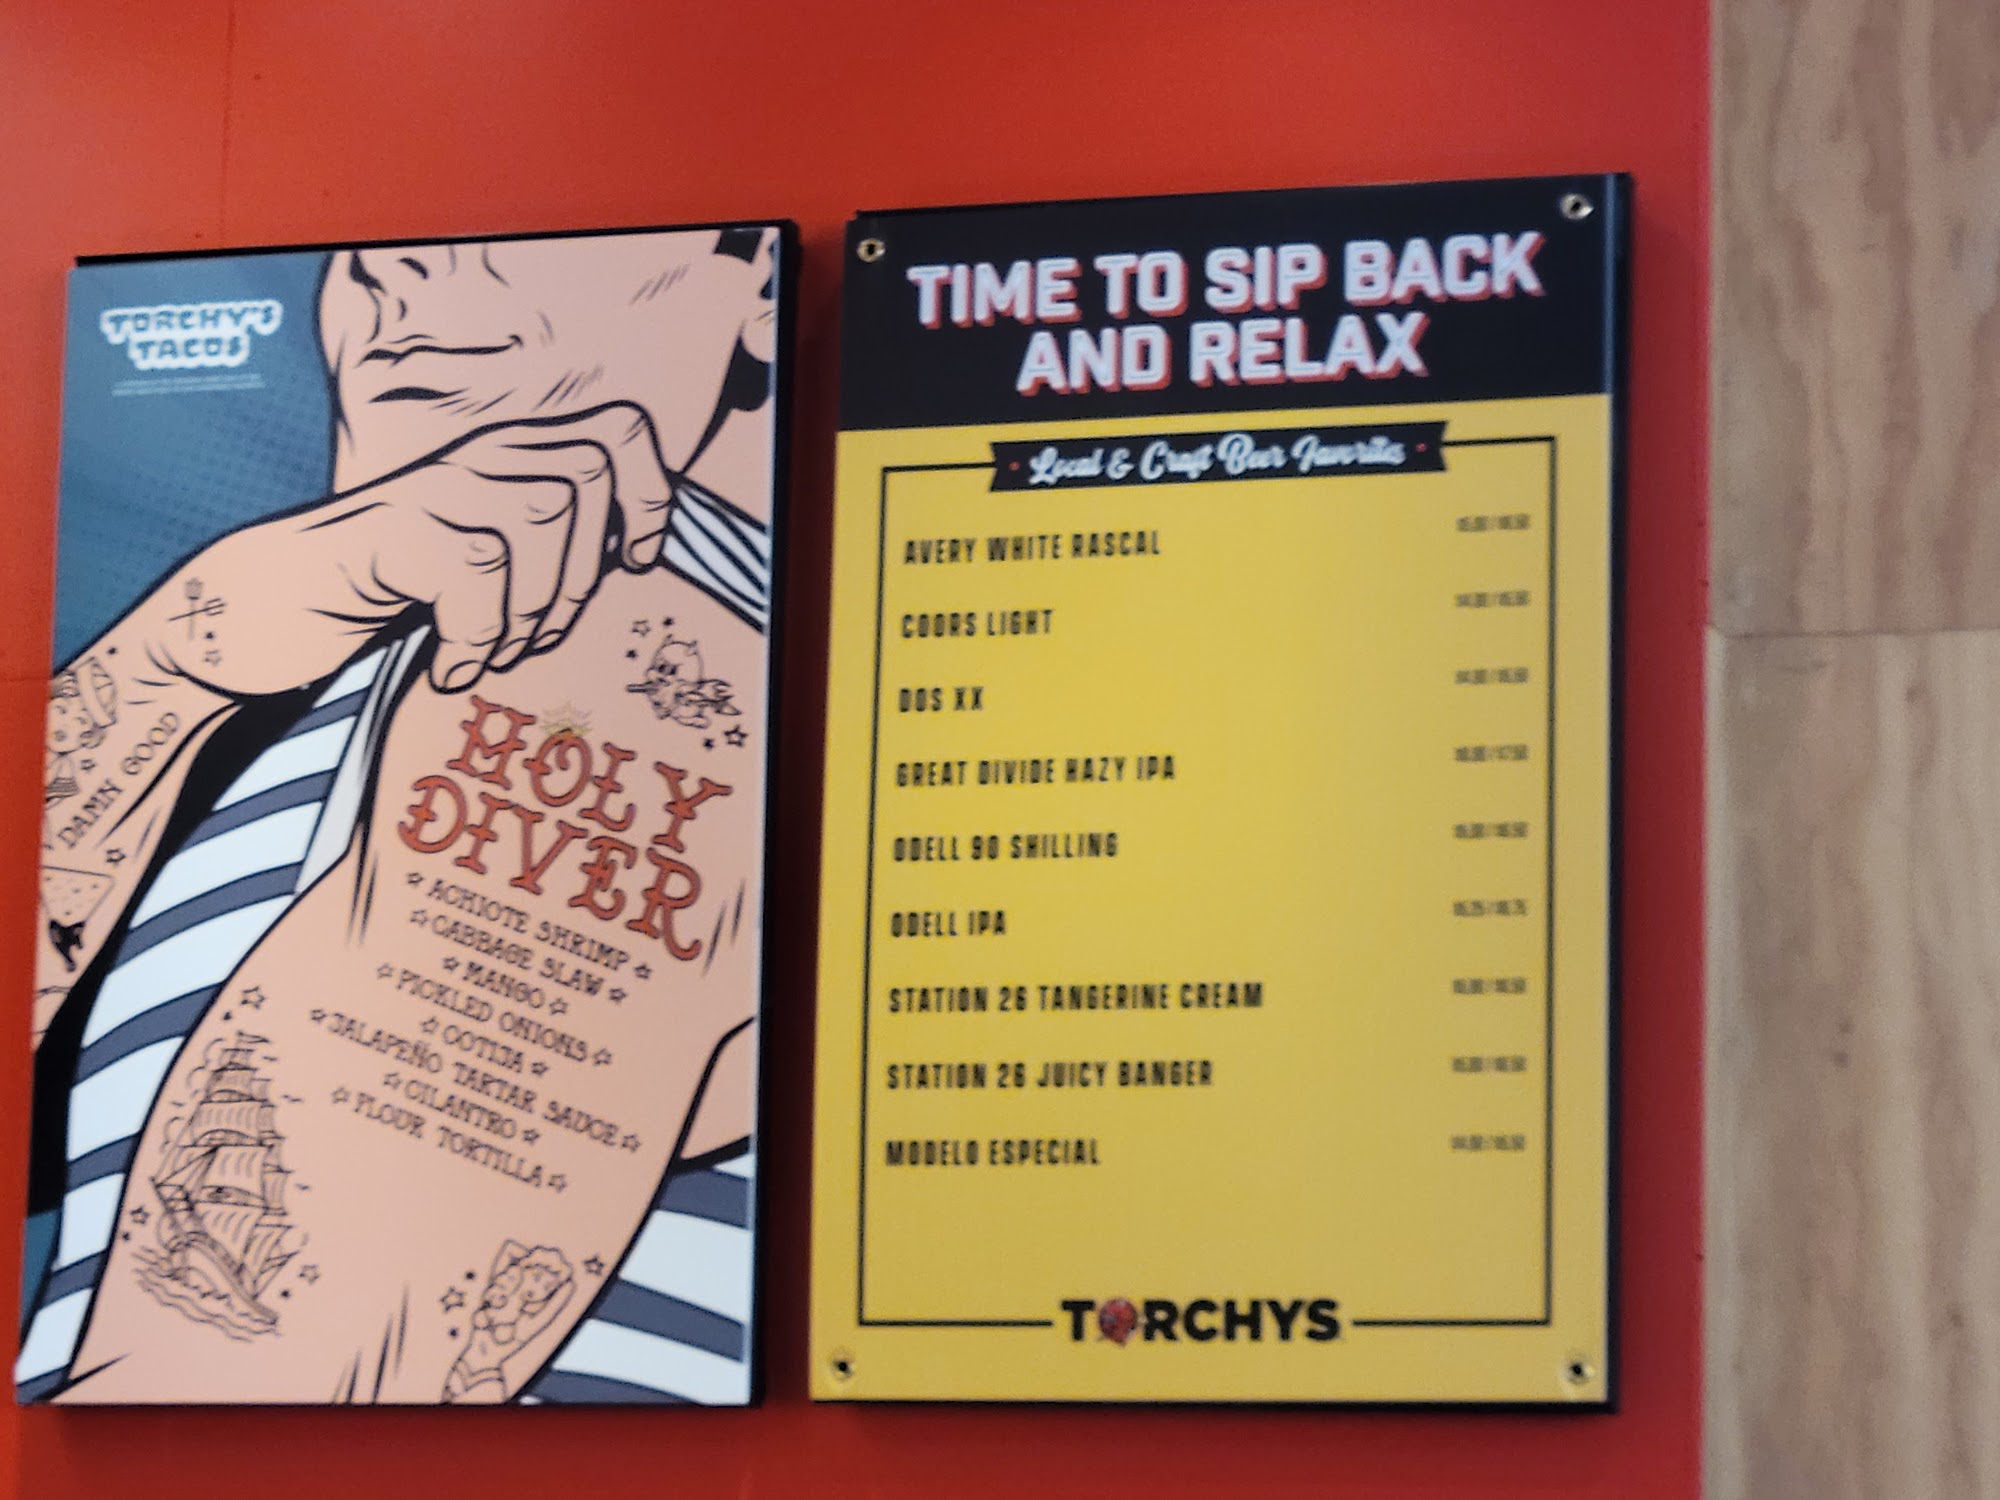 TORCHY'S
TACOS
DAMN GOOD
HOLY
DIVER
ACHIOTE SHRIMP
CABBAGE SLAW
MANGO
PICKLED ONIONS
COTIJA
JALAPEÑO TARTAR SAUCE
CILANTRO
FLOUR TORTILLA
TIME TO SIP BACK
AND RELAX
Local & Craft Beer Favorites
AVERY WHITE RASCAL
COORS LIGHT
DOS XX
GREAT DIVIDE HAZY IPA
ODELL 90 SHILLING
ODELL IPA
STATION 26 TANGERINE CREAM
STATION 26 JUICY BANGER
MODELO ESPECIAL
TORCHYS